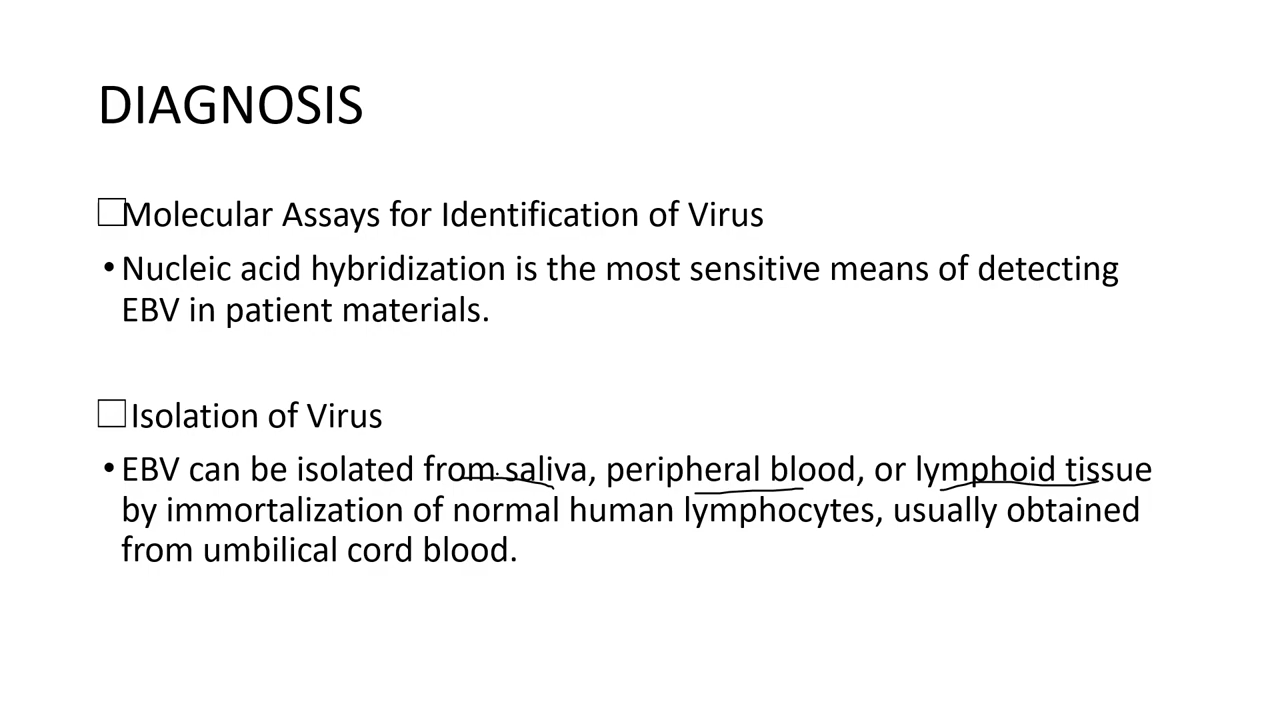 DIAGNOSIS
□Molecular Assays for Identification of Virus
• Nucleic acid hybridization is the most sensitive means of detecting
EBV in patient materials.
□ Isolation of Virus
• EBV can be isolated from saliva, peripheral blood, or lymphoid tissue
by immortalization of normal human lymphocytes, usually obtained
from umbilical cord blood.